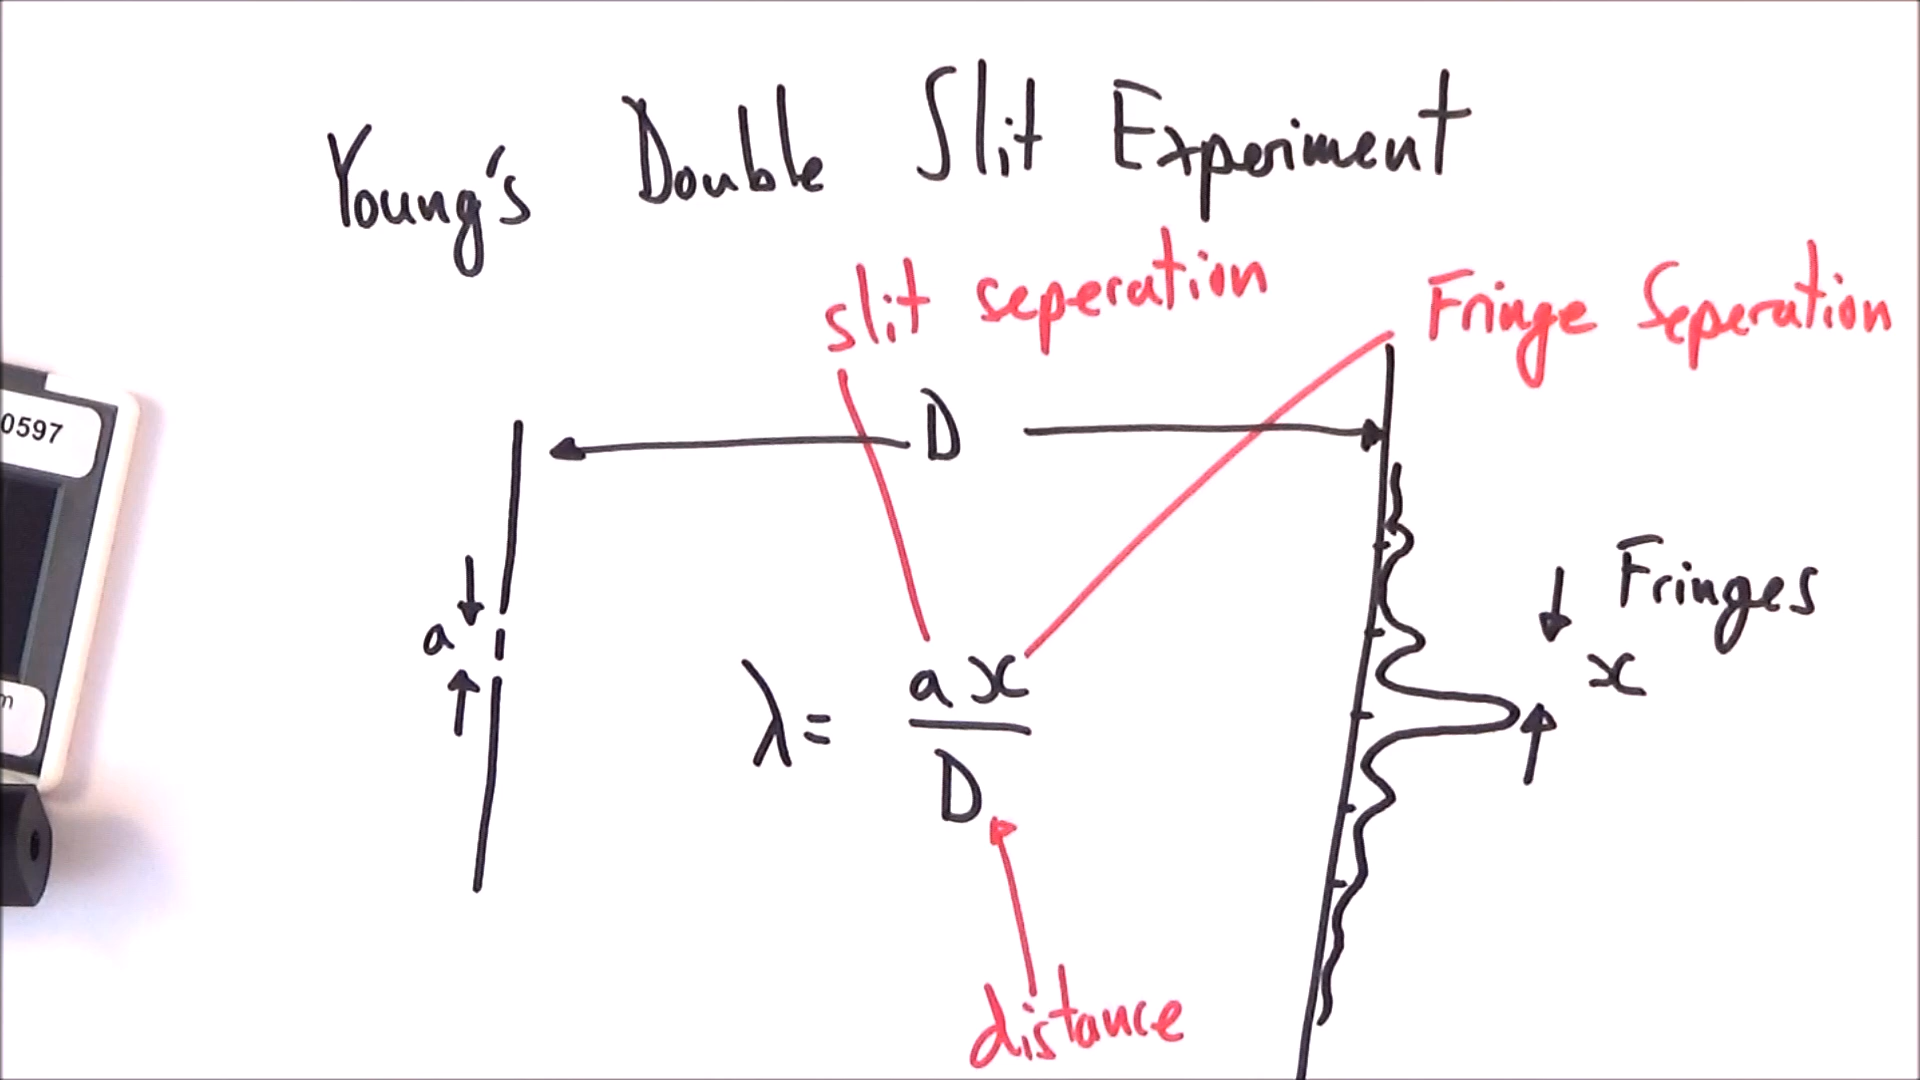 Young's Double Slit Experiment
slit seperation
Fringe Seperation
D
0597
a
Fringes
x
λ = ax
D
m
distance